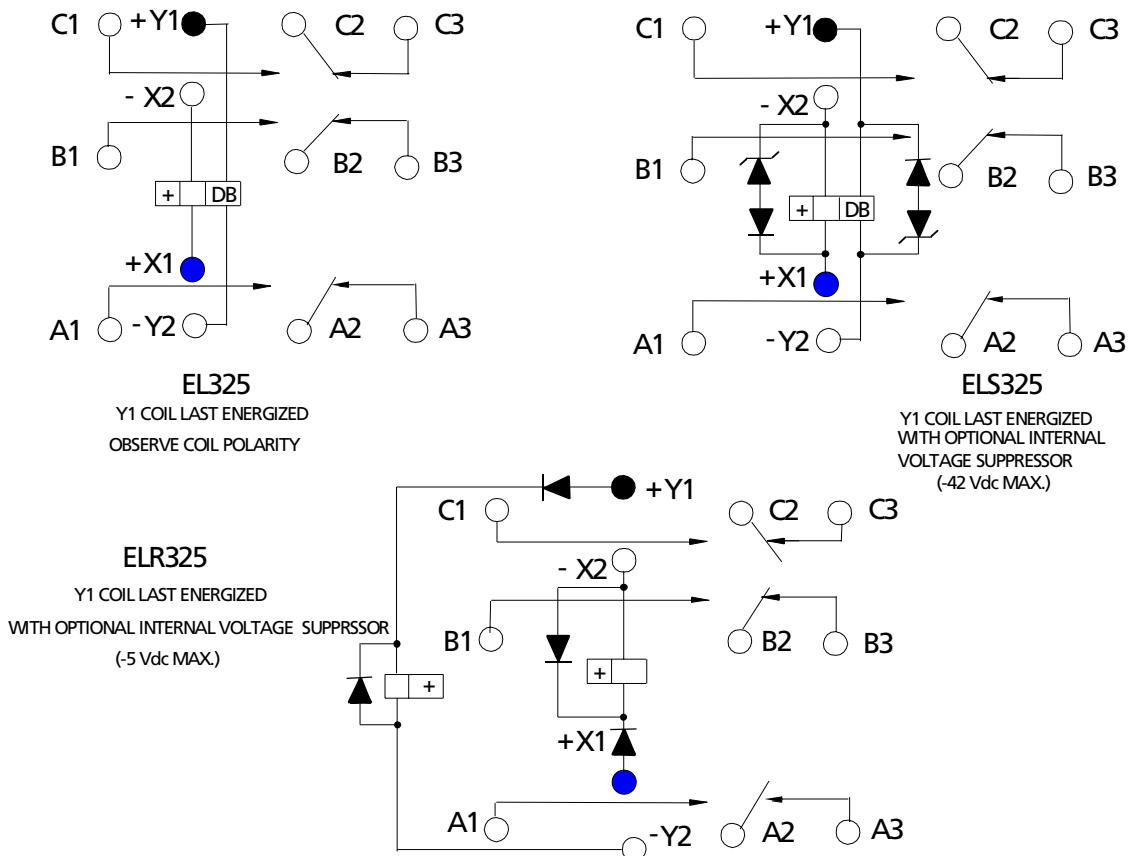 C1 +Y1 C2 C3
- X2
B1 B2 B3
+ DB
+X1
A1 -Y2 A2 A3
EL325
Y1 COIL LAST ENERGIZED
OBSERVE COIL POLARITY
C1 +Y1 C2 C3
- X2
B1 B2 B3
+ DB
+X1
A1 -Y2 A2 A3
ELS325
Y1 COIL LAST ENERGIZED
WITH OPTIONAL INTERNAL
VOLTAGE SUPPRESSOR
(-42 Vdc MAX.)
ELR325
Y1 COIL LAST ENERGIZED
WITH OPTIONAL INTERNAL VOLTAGE SUPPRSSOR
(-5 Vdc MAX.)
+Y1
C1 C2 C3
- X2
B1 B2 B3
+ +
+X1
A1 -Y2 A2 A3